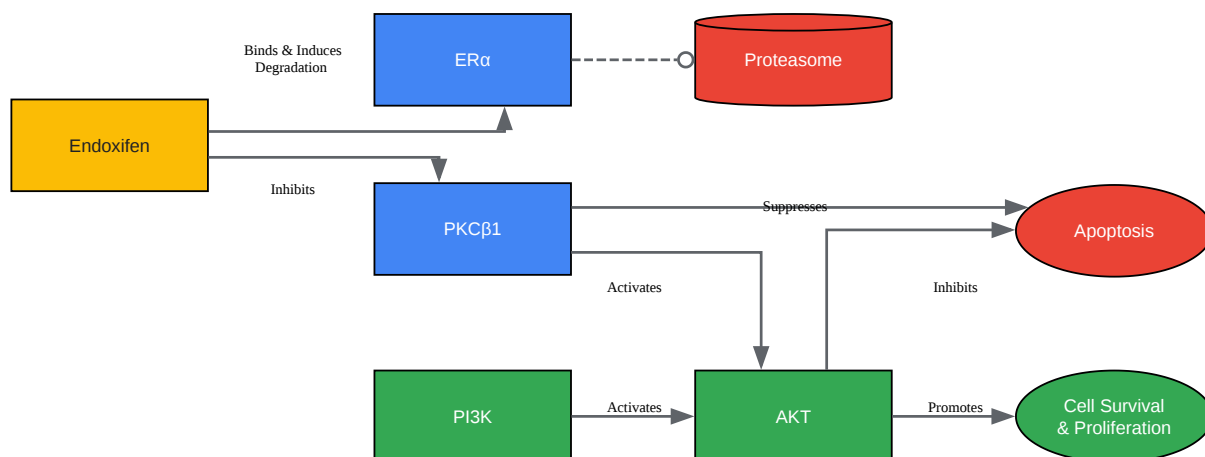 Binds & Induces
Degradation
ERα
Proteasome
Endoxifen
Inhibits
PKCβ1
Suppresses
Apoptosis
Activates
Inhibits
PI3K
Activates
AKT
Promotes
Cell Survival
& Proliferation